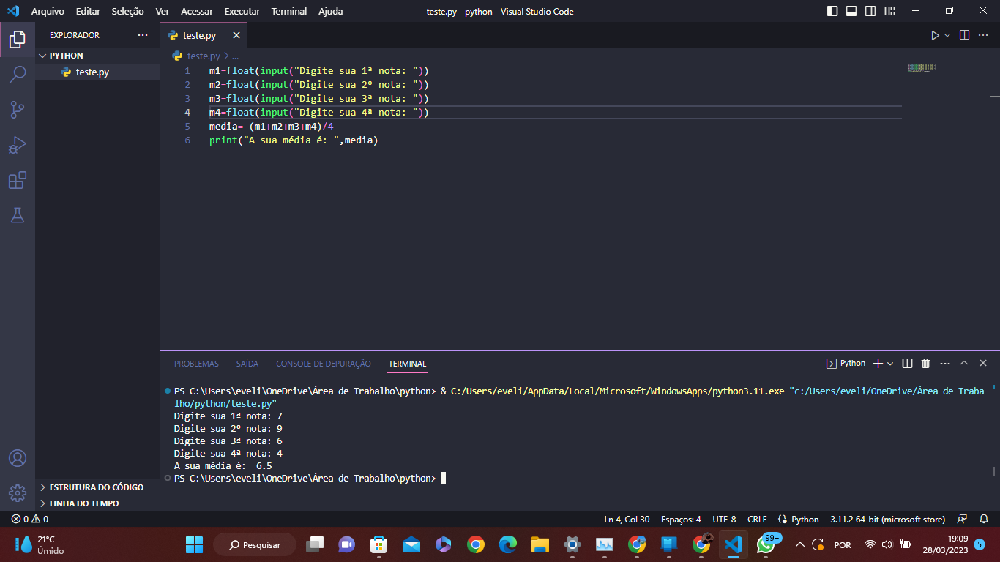 Arquivo Editar Seleção Ver Acessar Executar Terminal Ajuda teste.py - python - Visual Studio Code
EXPLORADOR
PYTHON
teste.py
teste.py
teste.py > ...
1 m1=float(input("Digite sua 1ª nota: "))
2 m2=float(input("Digite sua 2º nota: "))
3 m3=float(input("Digite sua 3ª nota: "))
4 m4=float(input("Digite sua 4ª nota: "))
5 media= (m1+m2+m3+m4)/4
6 print("A sua média é: ",media)
PROBLEMAS SAÍDA CONSOLE DE DEPURAÇÃO TERMINAL Python
PS C:\Users\eveli\OneDrive\Área de Trabalho\python> & C:/Users/eveli/AppData/Local/Microsoft/WindowsApps/python3.11.exe "c:/Users/eveli/OneDrive/Área de Traba
lho/python/teste.py"
Digite sua 1ª nota: 7
Digite sua 2º nota: 9
Digite sua 3ª nota: 6
Digite sua 4ª nota: 4
A sua média é:  6.5
PS C:\Users\eveli\OneDrive\Área de Trabalho\python>
ESTRUTURA DO CÓDIGO
LINHA DO TEMPO
0 0 Ln 4, Col 30 Espaços: 4 UTF-8 CRLF Python 3.11.2 64-bit (microsoft store)
21°C
Úmido
Pesquisar
99+
POR
19:09
28/03/2023
5